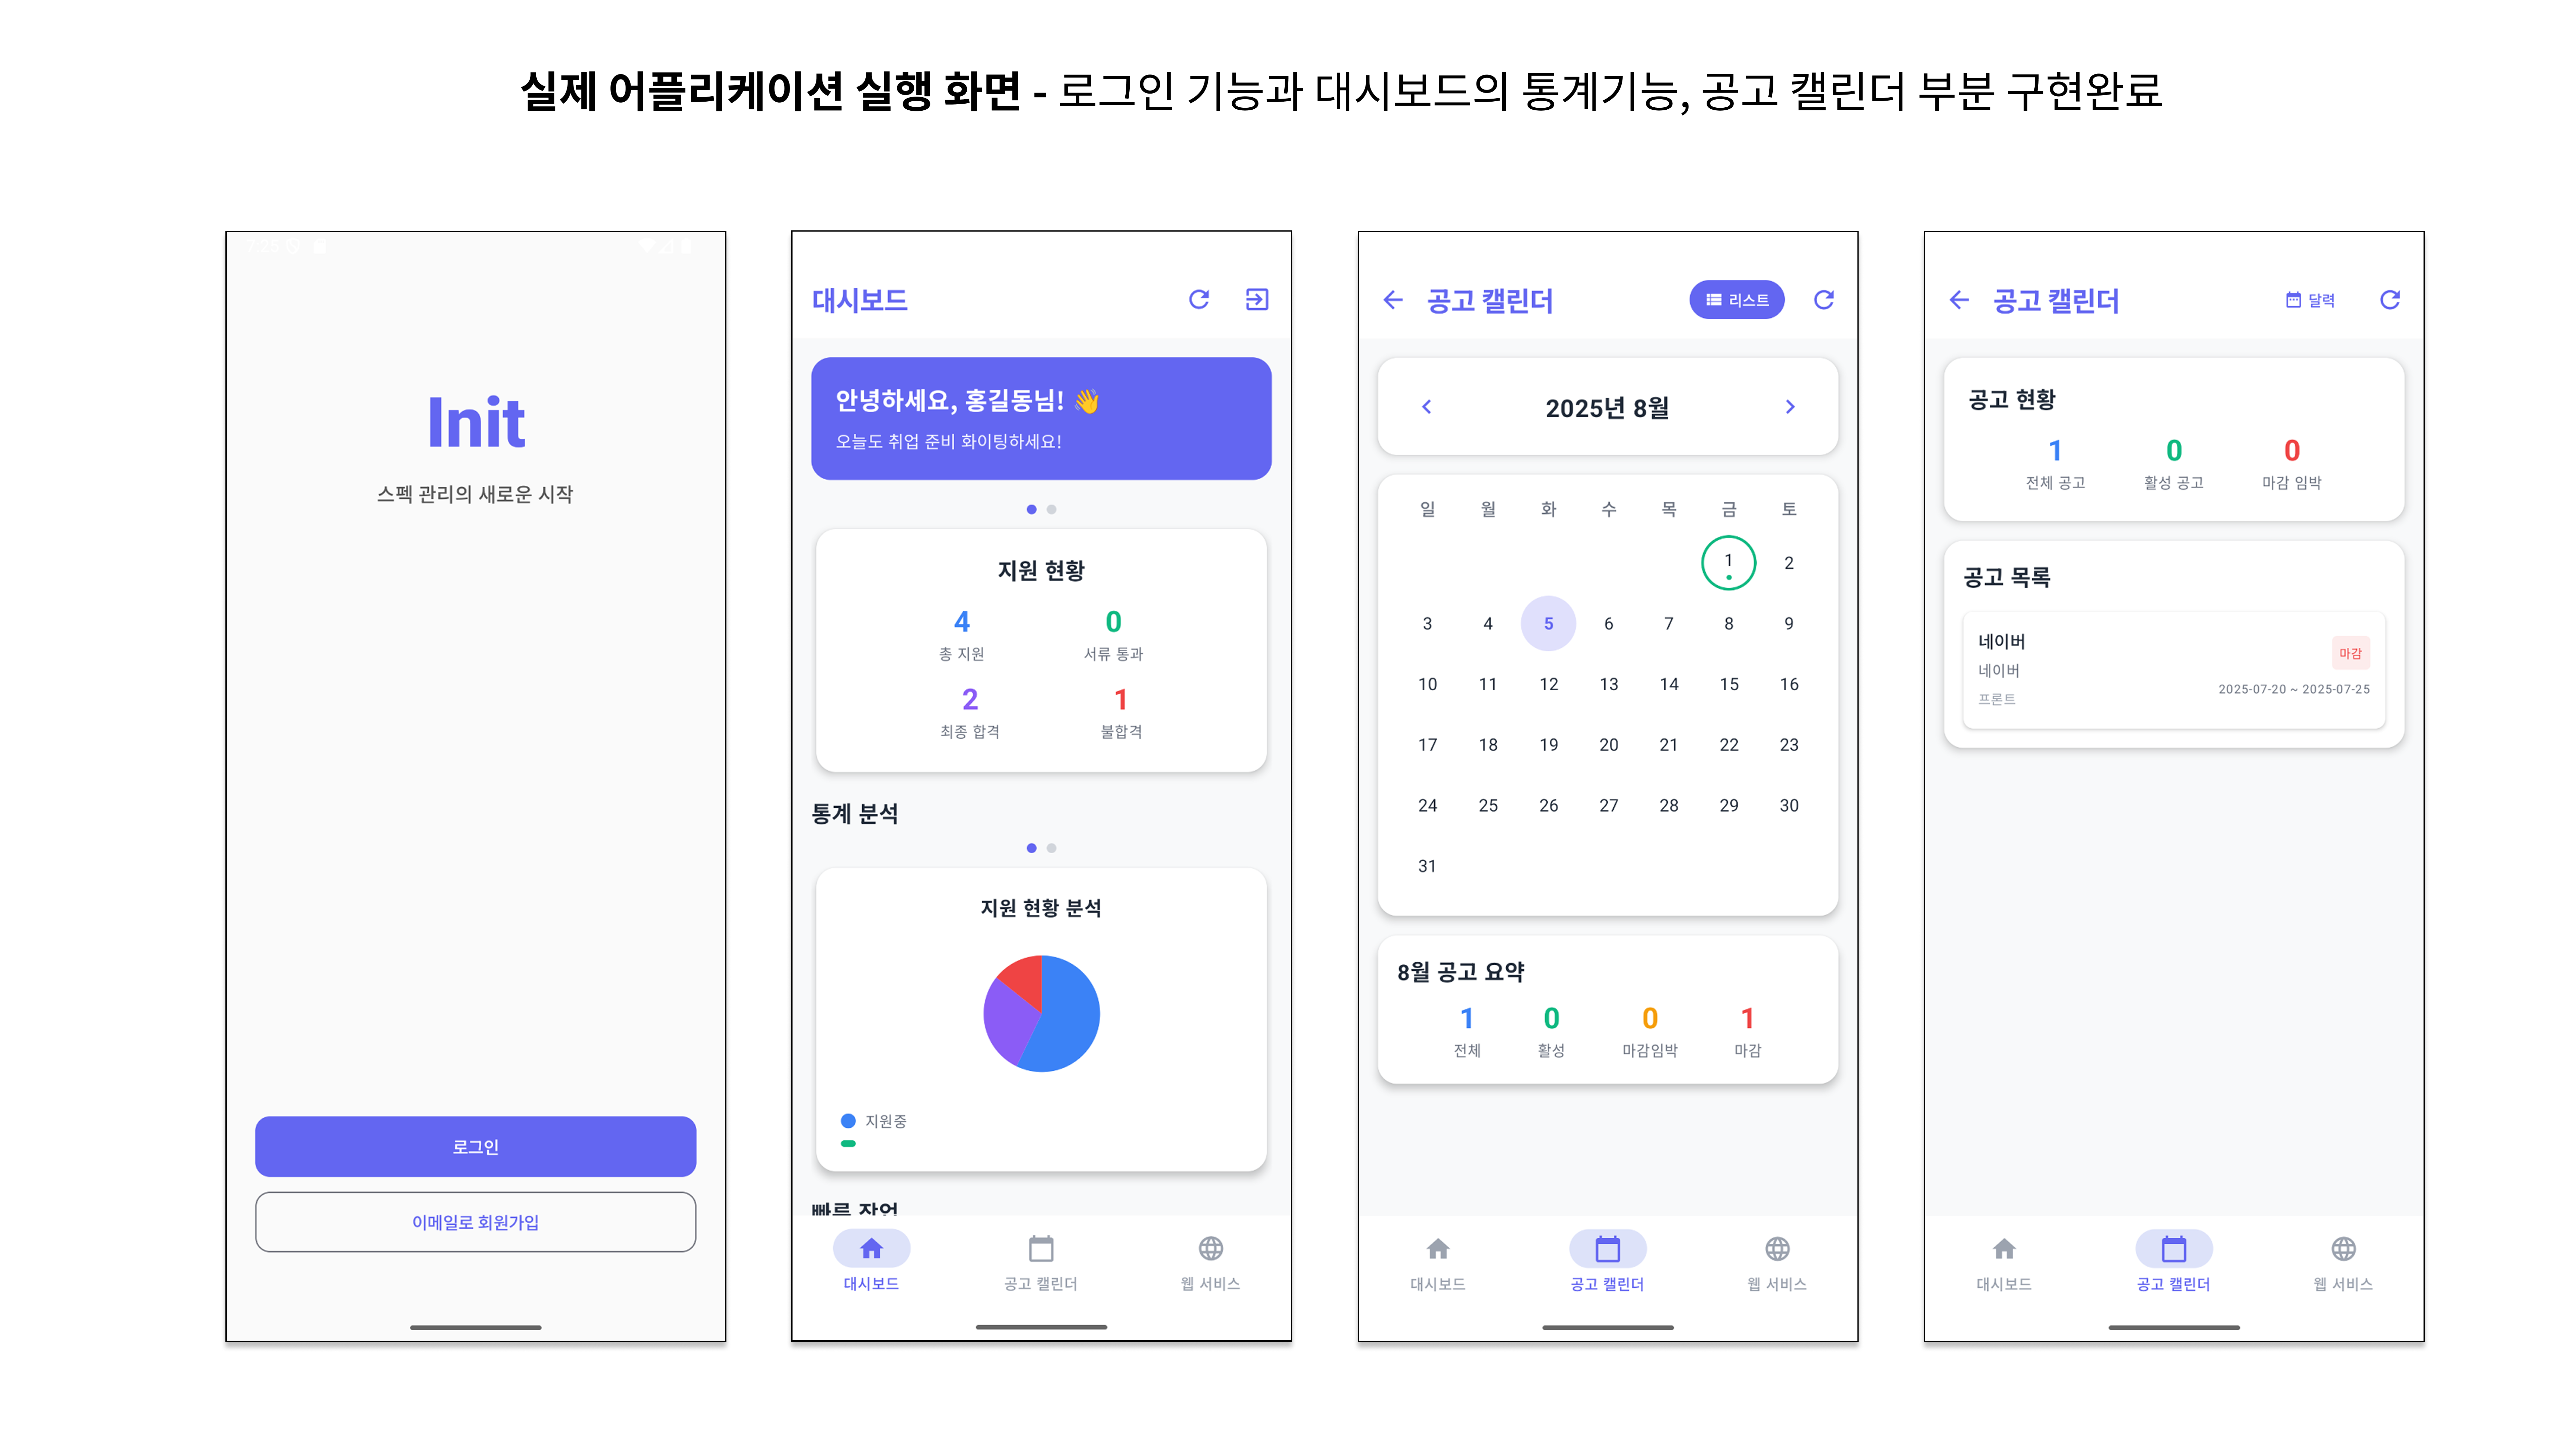 실제 어플리케이션 실행 화면 - 로그인 기능과 대시보드의 통계기능, 공고 캘린더 부분 구현완료
7:25
Init
스펙 관리의 새로운 시작
로그인
이메일로 회원가입
대시보드
안녕하세요, 홍길동님! 👋
오늘도 취업 준비 화이팅하세요!
지원 현황
4 0
총 지원 서류 통과
2 1
최종 합격 불합격
통계 분석
지원 현황 분석
지원중
빠른 작업
대시보드 공고 캘린더 웹 서비스
공고 캘린더 리스트
2025년 8월
일 월 화 수 목 금 토
1 2
3 4 5 6 7 8 9
10 11 12 13 14 15 16
17 18 19 20 21 22 23
24 25 26 27 28 29 30
31
8월 공고 요약
1 0 0 1
전체 활성 마감임박 마감
대시보드 공고 캘린더 웹 서비스
공고 캘린더 달력
공고 현황
1 0 0
전체 공고 활성 공고 마감 임박
공고 목록
네이버
네이버
프론트
마감
2025-07-20 ~ 2025-07-25
대시보드 공고 캘린더 웹 서비스